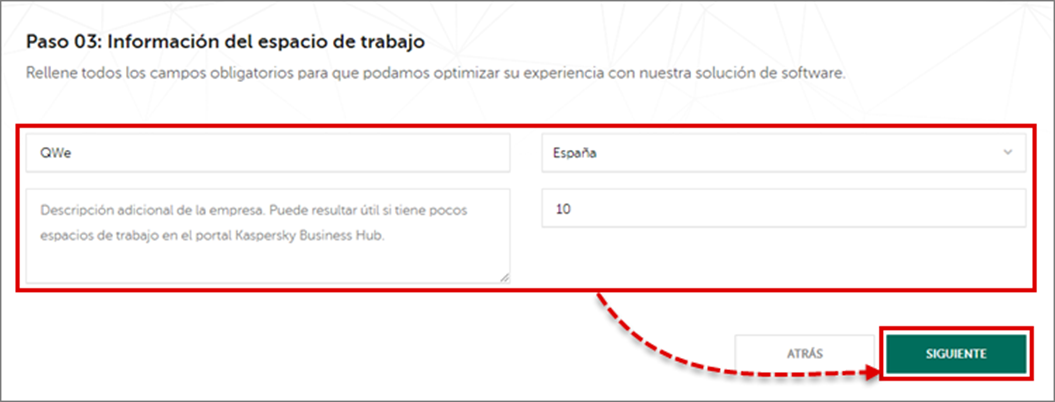 Paso 03: Información del espacio de trabajo
Rellene todos los campos obligatorios para que podamos optimizar su experiencia con nuestra solución de software.
QWe
España
Descripción adicional de la empresa. Puede resultar útil si tiene pocos
espacios de trabajo en el portal Kaspersky Business Hub.
10
ATRÁS
SIGUIENTE